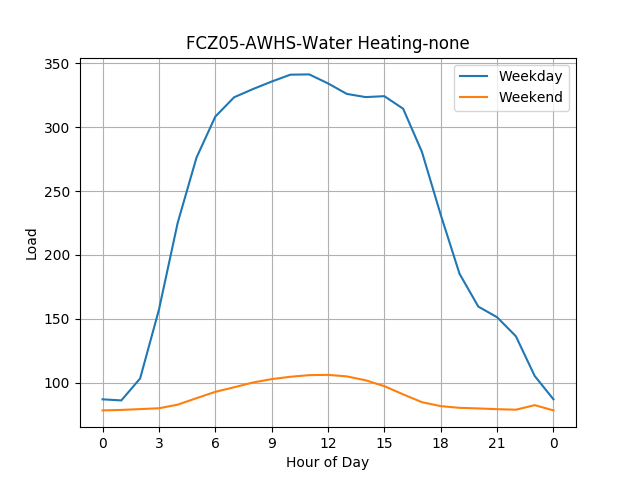 FCZ05-AWHS-Water Heating-none
Weekday
Weekend
350
300
250
200
150
100
Load
0 3 6 9 12 15 18 21 0
Hour of Day